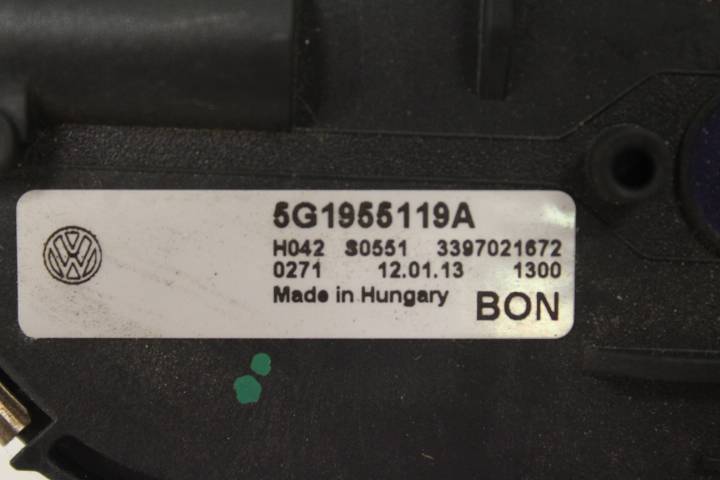 5G1955119A
H042 S0551 3397021672
0271 12.01.13 1300
Made in Hungary BON